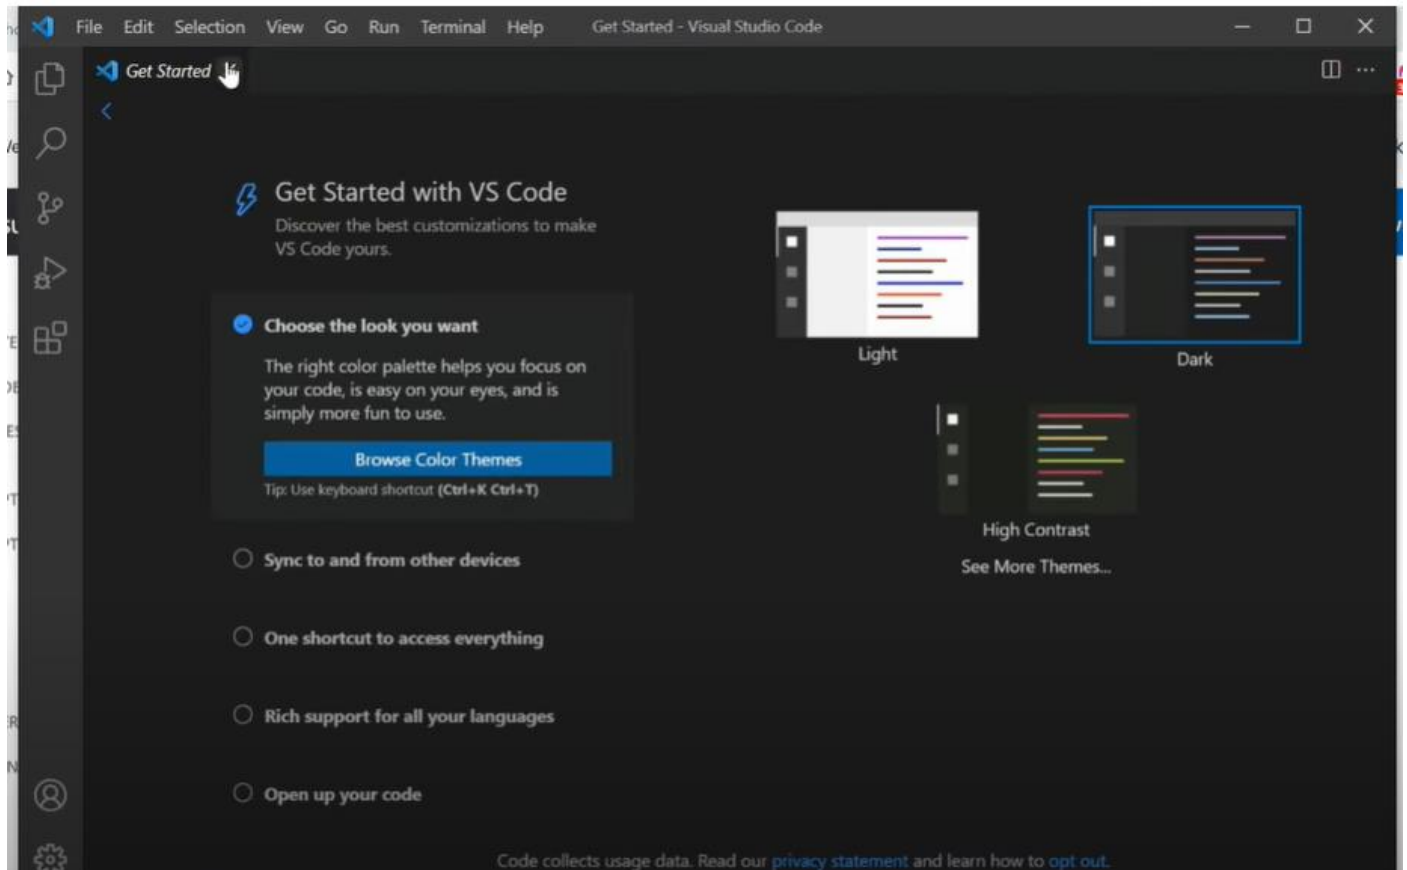 File Edit Selection View Go Run Terminal Help Get Started - Visual Studio Code
Get Started
Get Started with VS Code
Discover the best customizations to make
VS Code yours.
Choose the look you want
The right color palette helps you focus on
your code, is easy on your eyes, and is
simply more fun to use.
Browse Color Themes
Tip: Use keyboard shortcut (Ctrl+K Ctrl+T)
Sync to and from other devices
One shortcut to access everything
Rich support for all your languages
Open up your code
Light
Dark
High Contrast
See More Themes...
Code collects usage data. Read our privacy statement and learn how to opt out.